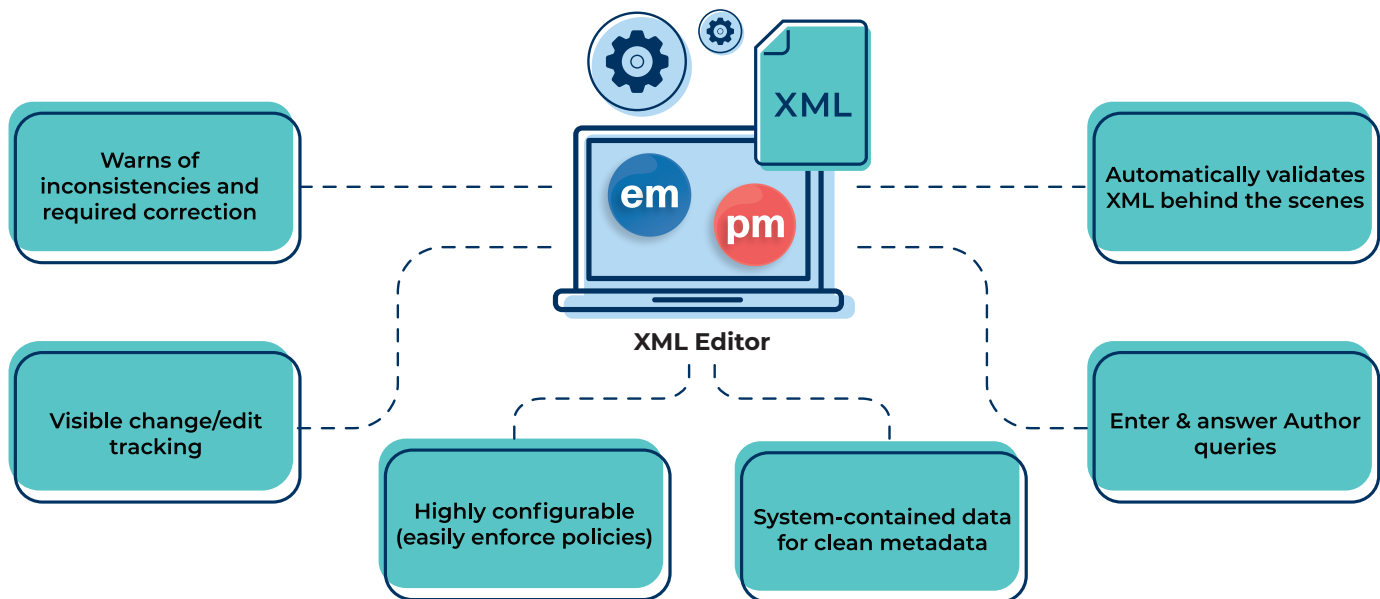 XML
em
pm
XML Editor
Warns of
inconsistencies and
required correction
Automatically validates
XML behind the scenes
Visible change/edit
tracking
Enter & answer Author
queries
Highly configurable
(easily enforce policies)
System-contained data
for clean metadata